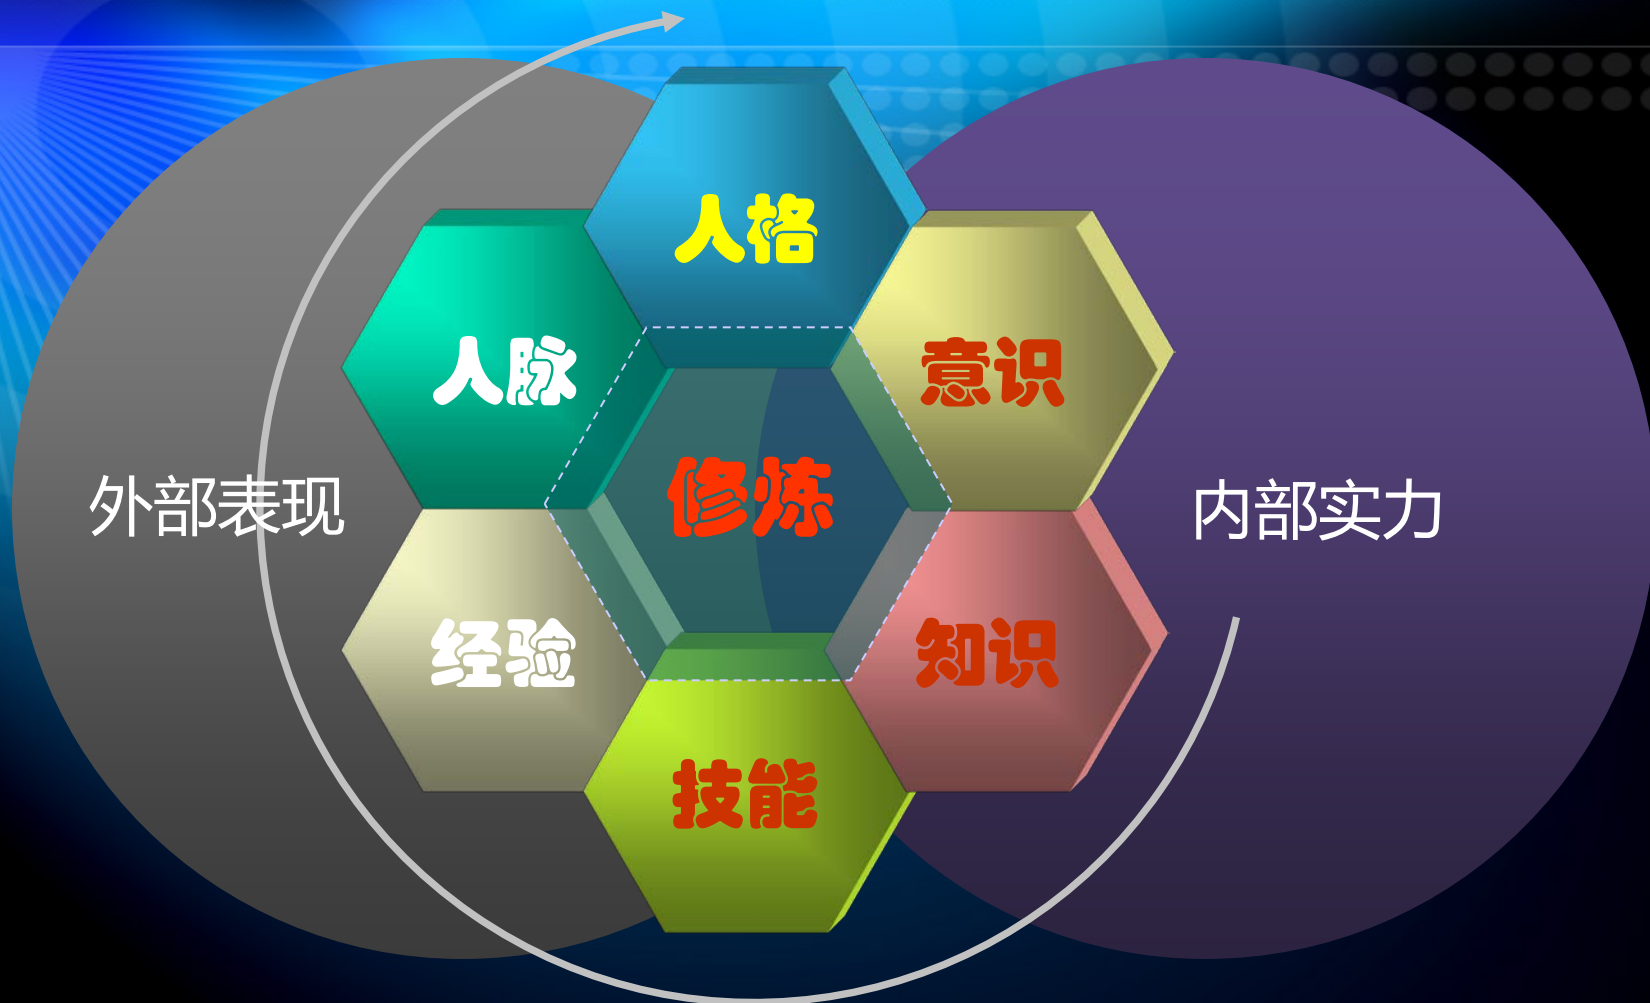 人格
人脉
意识
外部表现
修炼
内部实力
经验
知识
技能